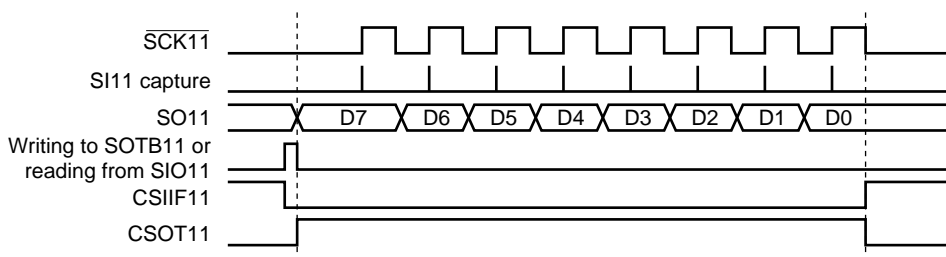 SCK11
SI11 capture
SO11 D7 D6 D5 D4 D3 D2 D1 D0
Writing to SOTB11 or
reading from SIO11
CSIIF11
CSOT11